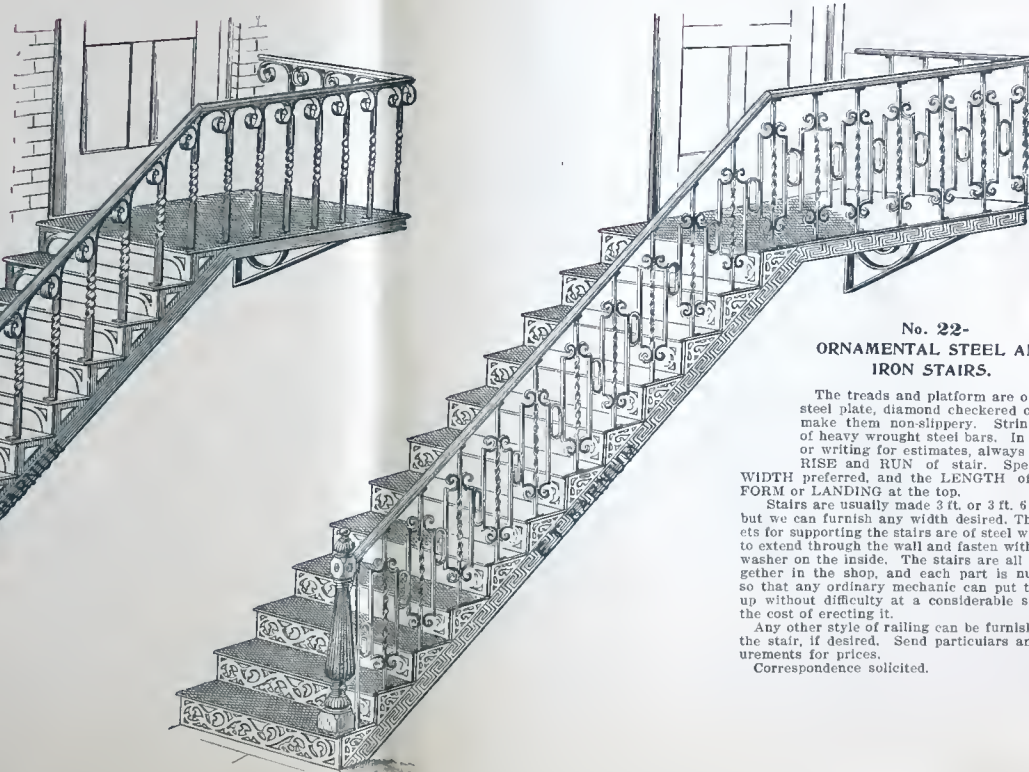 No. 22-
ORNAMENTAL STEEL A
IRON STAIRS.
The treads and platform are o
steel plate, diamond checkered o
make them non-slippery. Strin
of heavy wrought steel bars. In
or writing for estimates, always
RISE and RUN of stair. Spe
WIDTH preferred, and the LENGTH of
FORM or LANDING at the top.
Stairs are usually made 3 ft. or 3 ft. 6
but we can furnish any width desired. Th
ets for supporting the stairs are of steel w
to extend through the wall and fasten with
washer on the inside. The stairs are all
gether in the shop, and each part is nu
so that any ordinary mechanic can put t
up without difficulty at a considerable s
the cost of erecting it.
Any other style of railing can be furnish
the stair, if desired. Send particulars an
urements for prices.
Correspondence solicited.